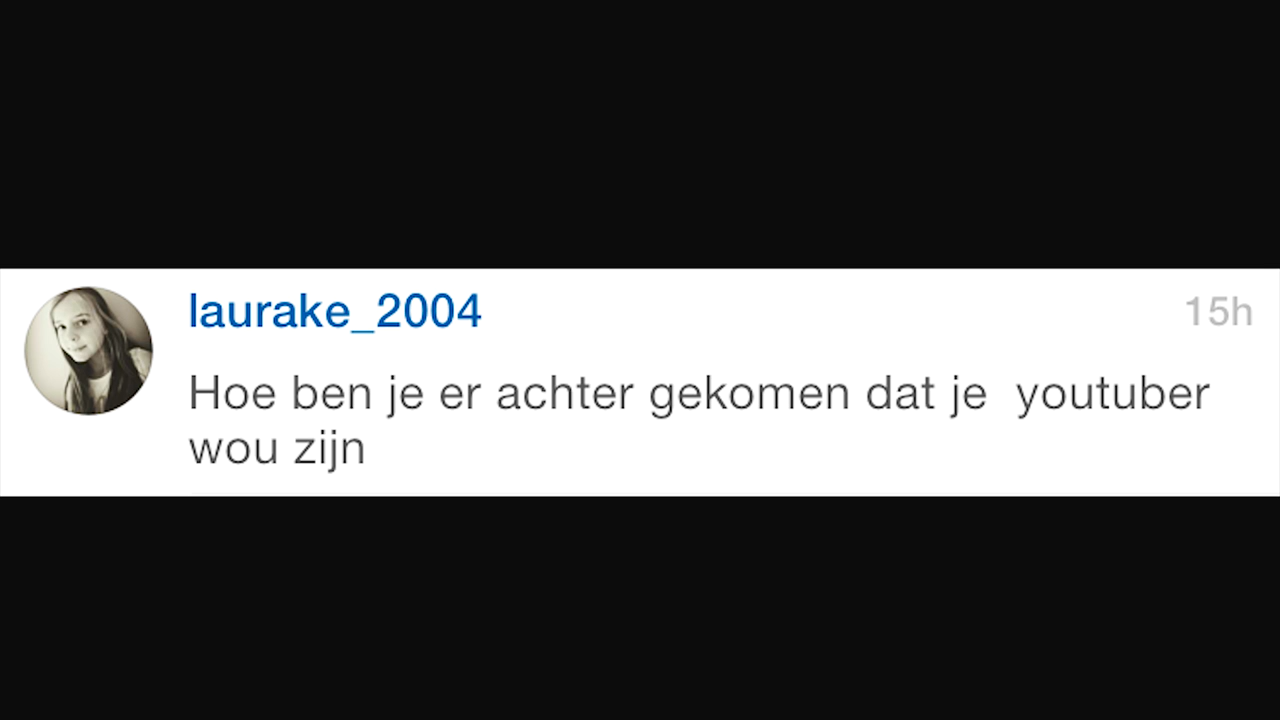 laurake_2004 15h
Hoe ben je er achter gekomen dat je  youtuber
wou zijn